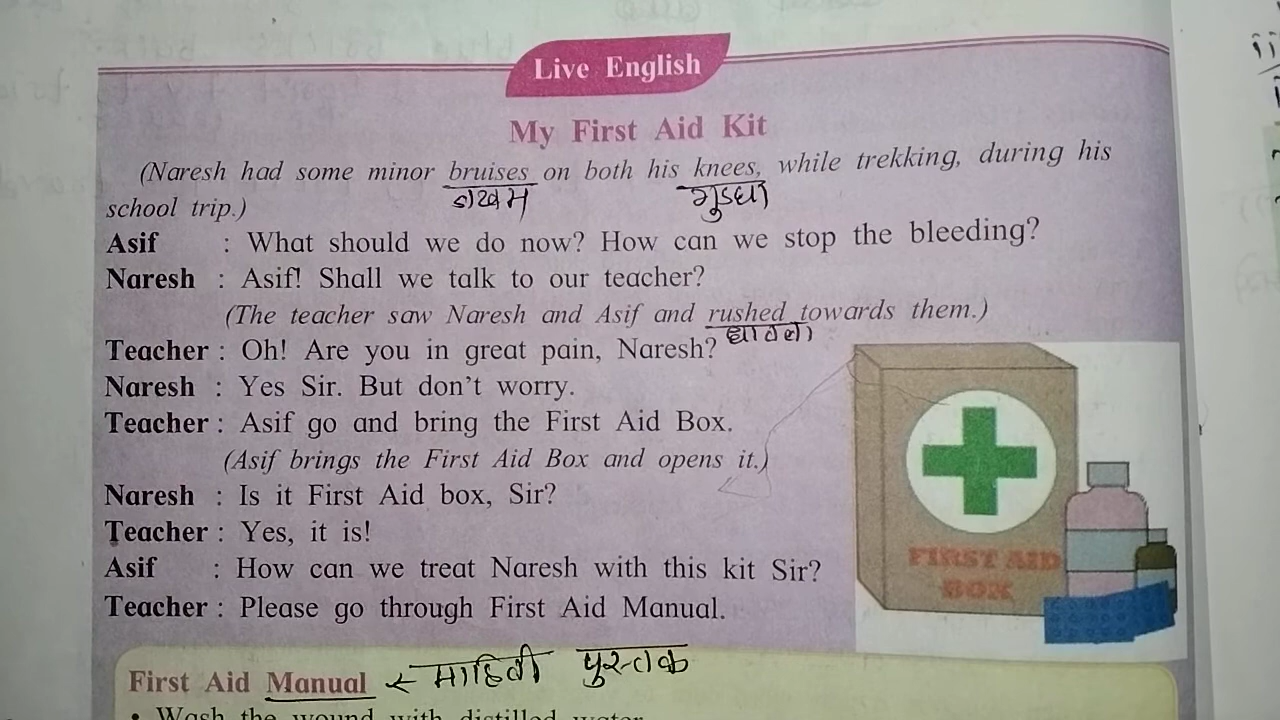 Live English
My First Aid Kit
(Naresh had some minor bruises on both his knees, while trekking, during his
जखम गुडघा
school trip.)
Asif : What should we do now? How can we stop the bleeding?
Naresh : Asif! Shall we talk to our teacher?
(The teacher saw Naresh and Asif and rushed towards them.)
धावले
Teacher : Oh! Are you in great pain, Naresh?
Naresh : Yes Sir. But don't worry.
Teacher : Asif go and bring the First Aid Box.
(Asif brings the First Aid Box and opens it.)
Naresh : Is it First Aid box, Sir?
Teacher : Yes, it is!
Asif : How can we treat Naresh with this kit Sir?
Teacher : Please go through First Aid Manual.
FIRST AID
BOX
First Aid Manual ← माहिती पुस्तक
• Wash the wound with distilled water